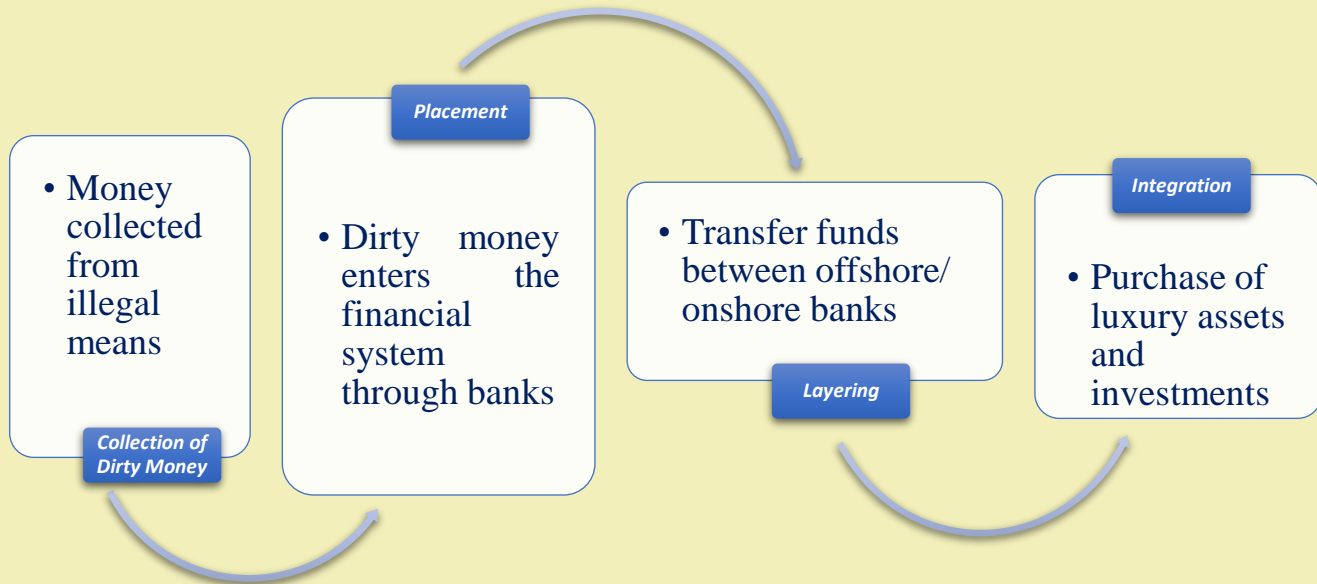 • Money
collected
from
illegal
means
Collection of
Dirty Money
Placement
• Dirty money
enters the
financial
system
through banks
• Transfer funds
between offshore/
onshore banks
Layering
Integration
• Purchase of
luxury assets
and
investments